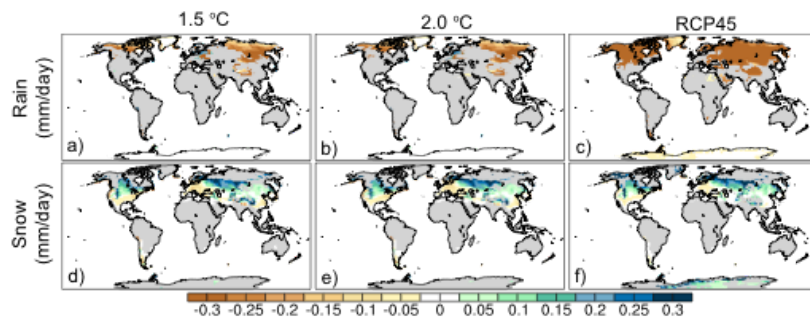 1.5 °C 2.0 °C RCP45
Rain
(mm/day)
a) b) c)
Snow
(mm/day)
d) e) f)
-0.3 -0.25 -0.2 -0.15 -0.1 -0.05 0 0.05 0.1 0.15 0.2 0.25 0.3